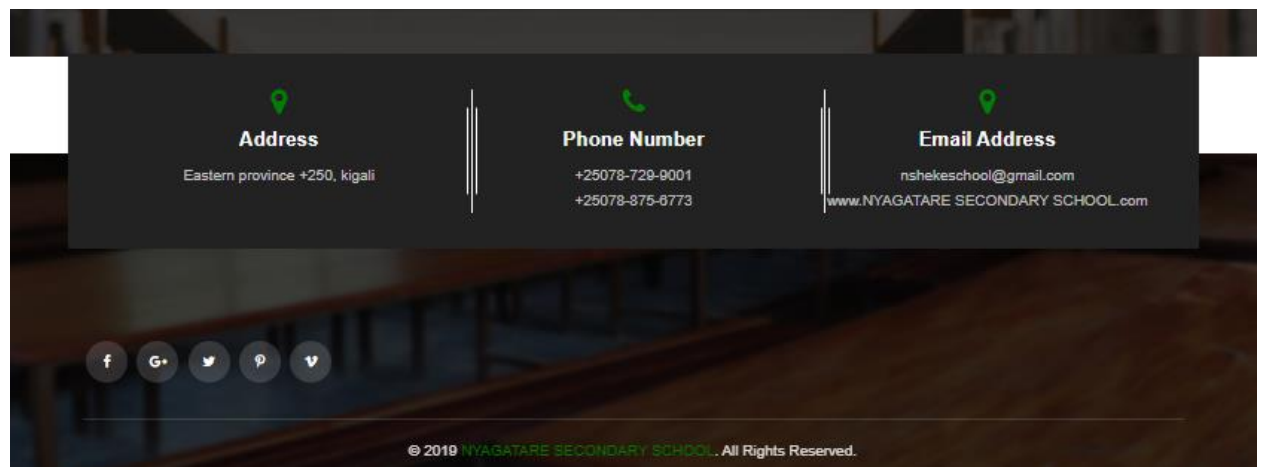 Address
Eastern province +250, kigali
Phone Number
+25078-729-9001
+25078-875-6773
Email Address
nshekeschool@gmail.com
www.NYAGATARE SECONDARY SCHOOL.com
© 2019 NYAGATARE SECONDARY SCHOOL. All Rights Reserved.